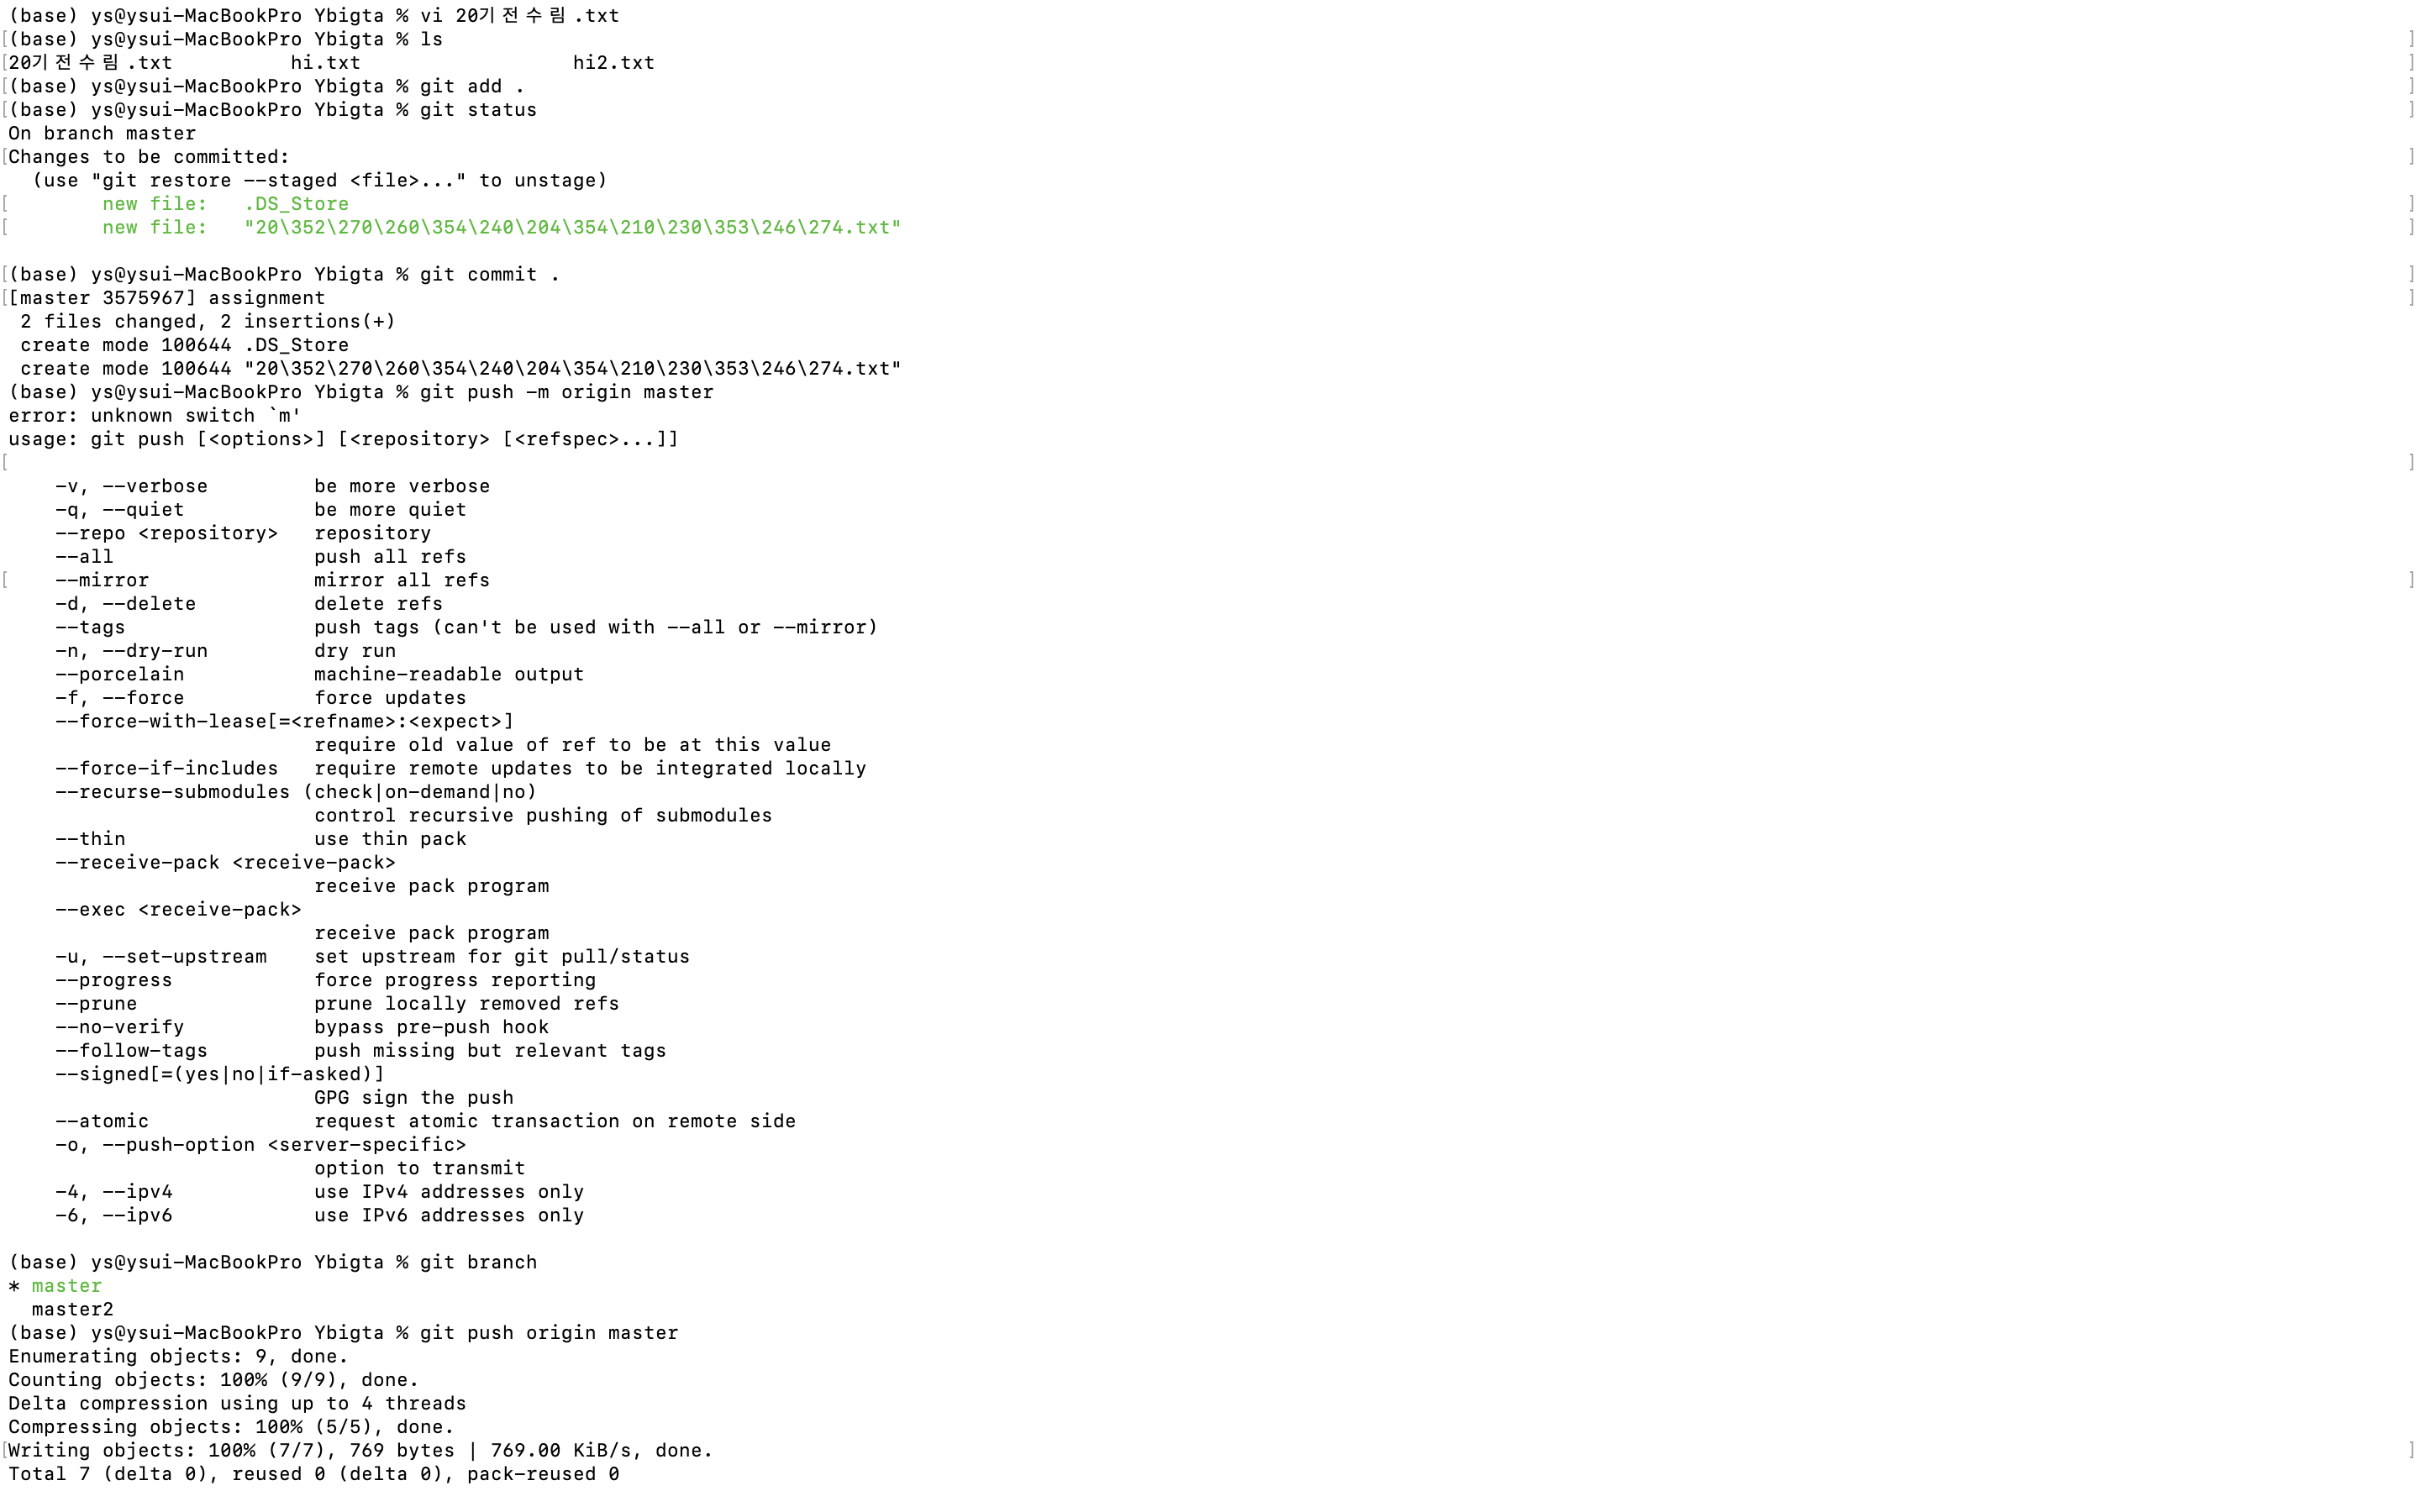 (base) ys@ysui-MacBookPro Ybigta % vi 20기전수림.txt
[(base) ys@ysui-MacBookPro Ybigta % ls ]
[20기전수림.txt          hi.txt                  hi2.txt ]
[(base) ys@ysui-MacBookPro Ybigta % git add . ]
[(base) ys@ysui-MacBookPro Ybigta % git status ]
On branch master
[Changes to be committed: ]
  (use "git restore --staged <file>..." to unstage)
[        new file:   .DS_Store ]
[        new file:   "20\352\270\260\354\240\204\354\210\230\353\246\274.txt" ]
[(base) ys@ysui-MacBookPro Ybigta % git commit . ]
[[master 3575967] assignment ]
 2 files changed, 2 insertions(+)
 create mode 100644 .DS_Store
 create mode 100644 "20\352\270\260\354\240\204\354\210\230\353\246\274.txt"
(base) ys@ysui-MacBookPro Ybigta % git push -m origin master
error: unknown switch `m'
usage: git push [<options>] [<repository> [<refspec>...]]
[ ]
    -v, --verbose         be more verbose
    -q, --quiet           be more quiet
    --repo <repository>   repository
    --all                 push all refs
[    --mirror              mirror all refs ]
    -d, --delete          delete refs
    --tags                push tags (can't be used with --all or --mirror)
    -n, --dry-run         dry run
    --porcelain           machine-readable output
    -f, --force           force updates
    --force-with-lease[=<refname>:<expect>]
                          require old value of ref to be at this value
    --force-if-includes   require remote updates to be integrated locally
    --recurse-submodules (check|on-demand|no)
                          control recursive pushing of submodules
    --thin                use thin pack
    --receive-pack <receive-pack>
                          receive pack program
    --exec <receive-pack>
                          receive pack program
    -u, --set-upstream    set upstream for git pull/status
    --progress            force progress reporting
    --prune               prune locally removed refs
    --no-verify           bypass pre-push hook
    --follow-tags         push missing but relevant tags
    --signed[=(yes|no|if-asked)]
                          GPG sign the push
    --atomic              request atomic transaction on remote side
    -o, --push-option <server-specific>
                          option to transmit
    -4, --ipv4            use IPv4 addresses only
    -6, --ipv6            use IPv6 addresses only
(base) ys@ysui-MacBookPro Ybigta % git branch
* master
  master2
(base) ys@ysui-MacBookPro Ybigta % git push origin master
Enumerating objects: 9, done.
Counting objects: 100% (9/9), done.
Delta compression using up to 4 threads
Compressing objects: 100% (5/5), done.
[Writing objects: 100% (7/7), 769 bytes | 769.00 KiB/s, done. ]
Total 7 (delta 0), reused 0 (delta 0), pack-reused 0